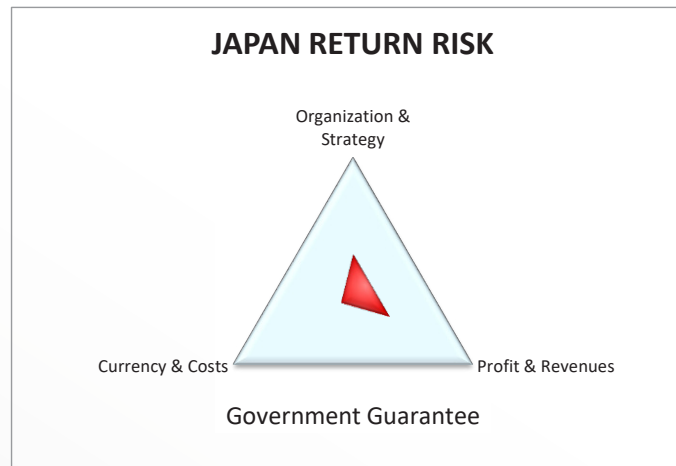 JAPAN RETURN RISK
Organization &
Strategy
Currency & Costs
Profit & Revenues
Government Guarantee